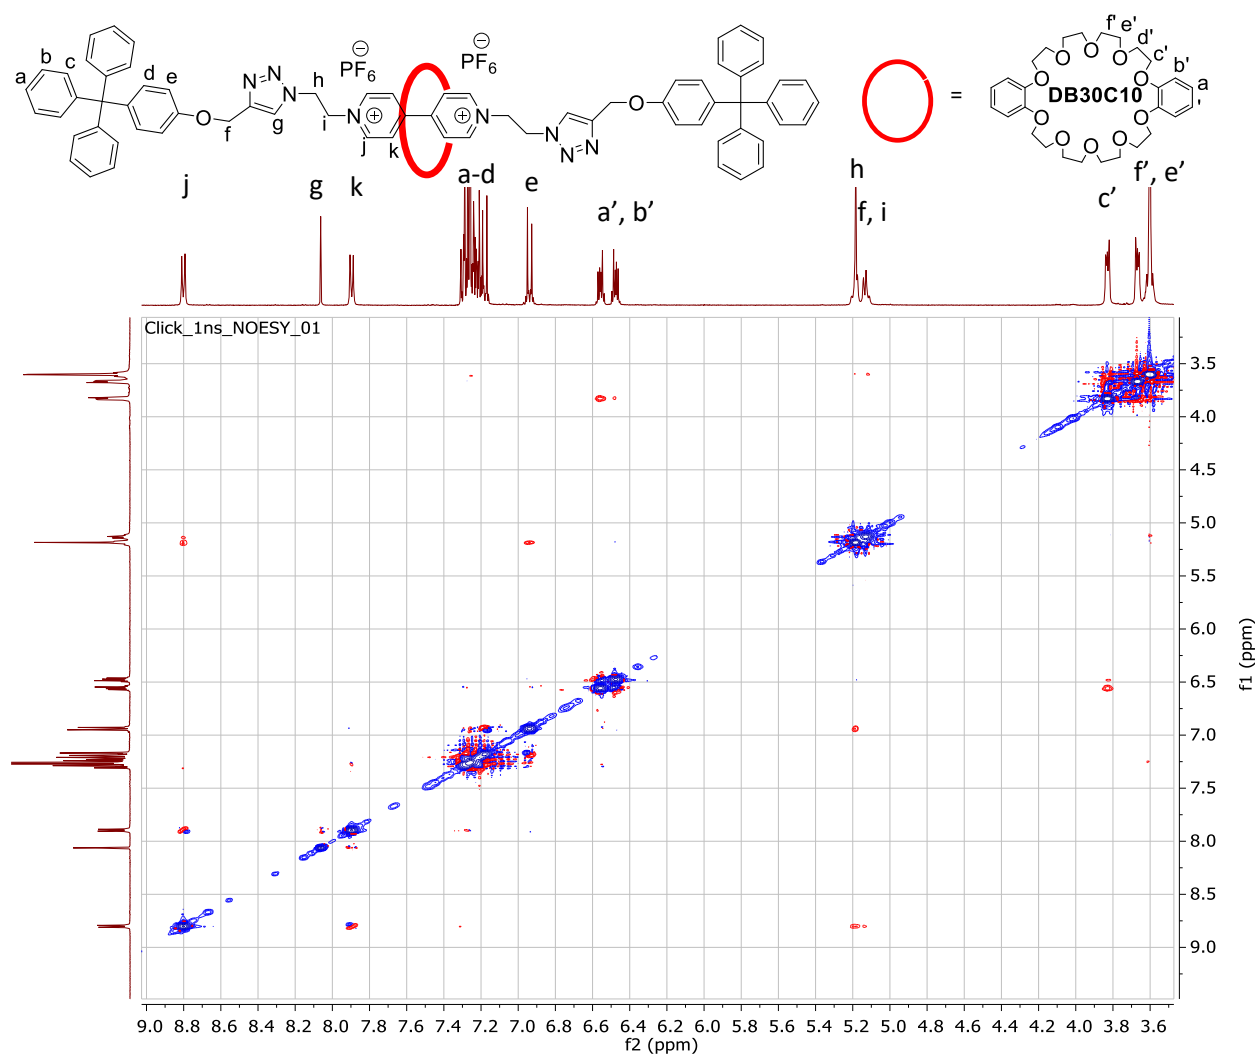 f' e'
d'
c'
b'
a
'
O O O O O
DB30C10
O O O O O
=
⊖
PF6
⊖
PF6
b c
a
d e
O
f
N N
N
g
h
i
N
+
j
k
+
N
N
N N
O
j g k a-d e a’, b’ h
f, i c’ f’, e’
Click_1ns_NOESY_01
3.5
4.0
4.5
5.0
5.5
6.0
6.5
7.0
7.5
8.0
8.5
9.0
f1 (ppm)
9.0 8.8 8.6 8.4 8.2 8.0 7.8 7.6 7.4 7.2 7.0 6.8 6.6 6.4 6.2 6.0 5.8 5.6 5.4 5.2 5.0 4.8 4.6 4.4 4.2 4.0 3.8 3.6
f2 (ppm)